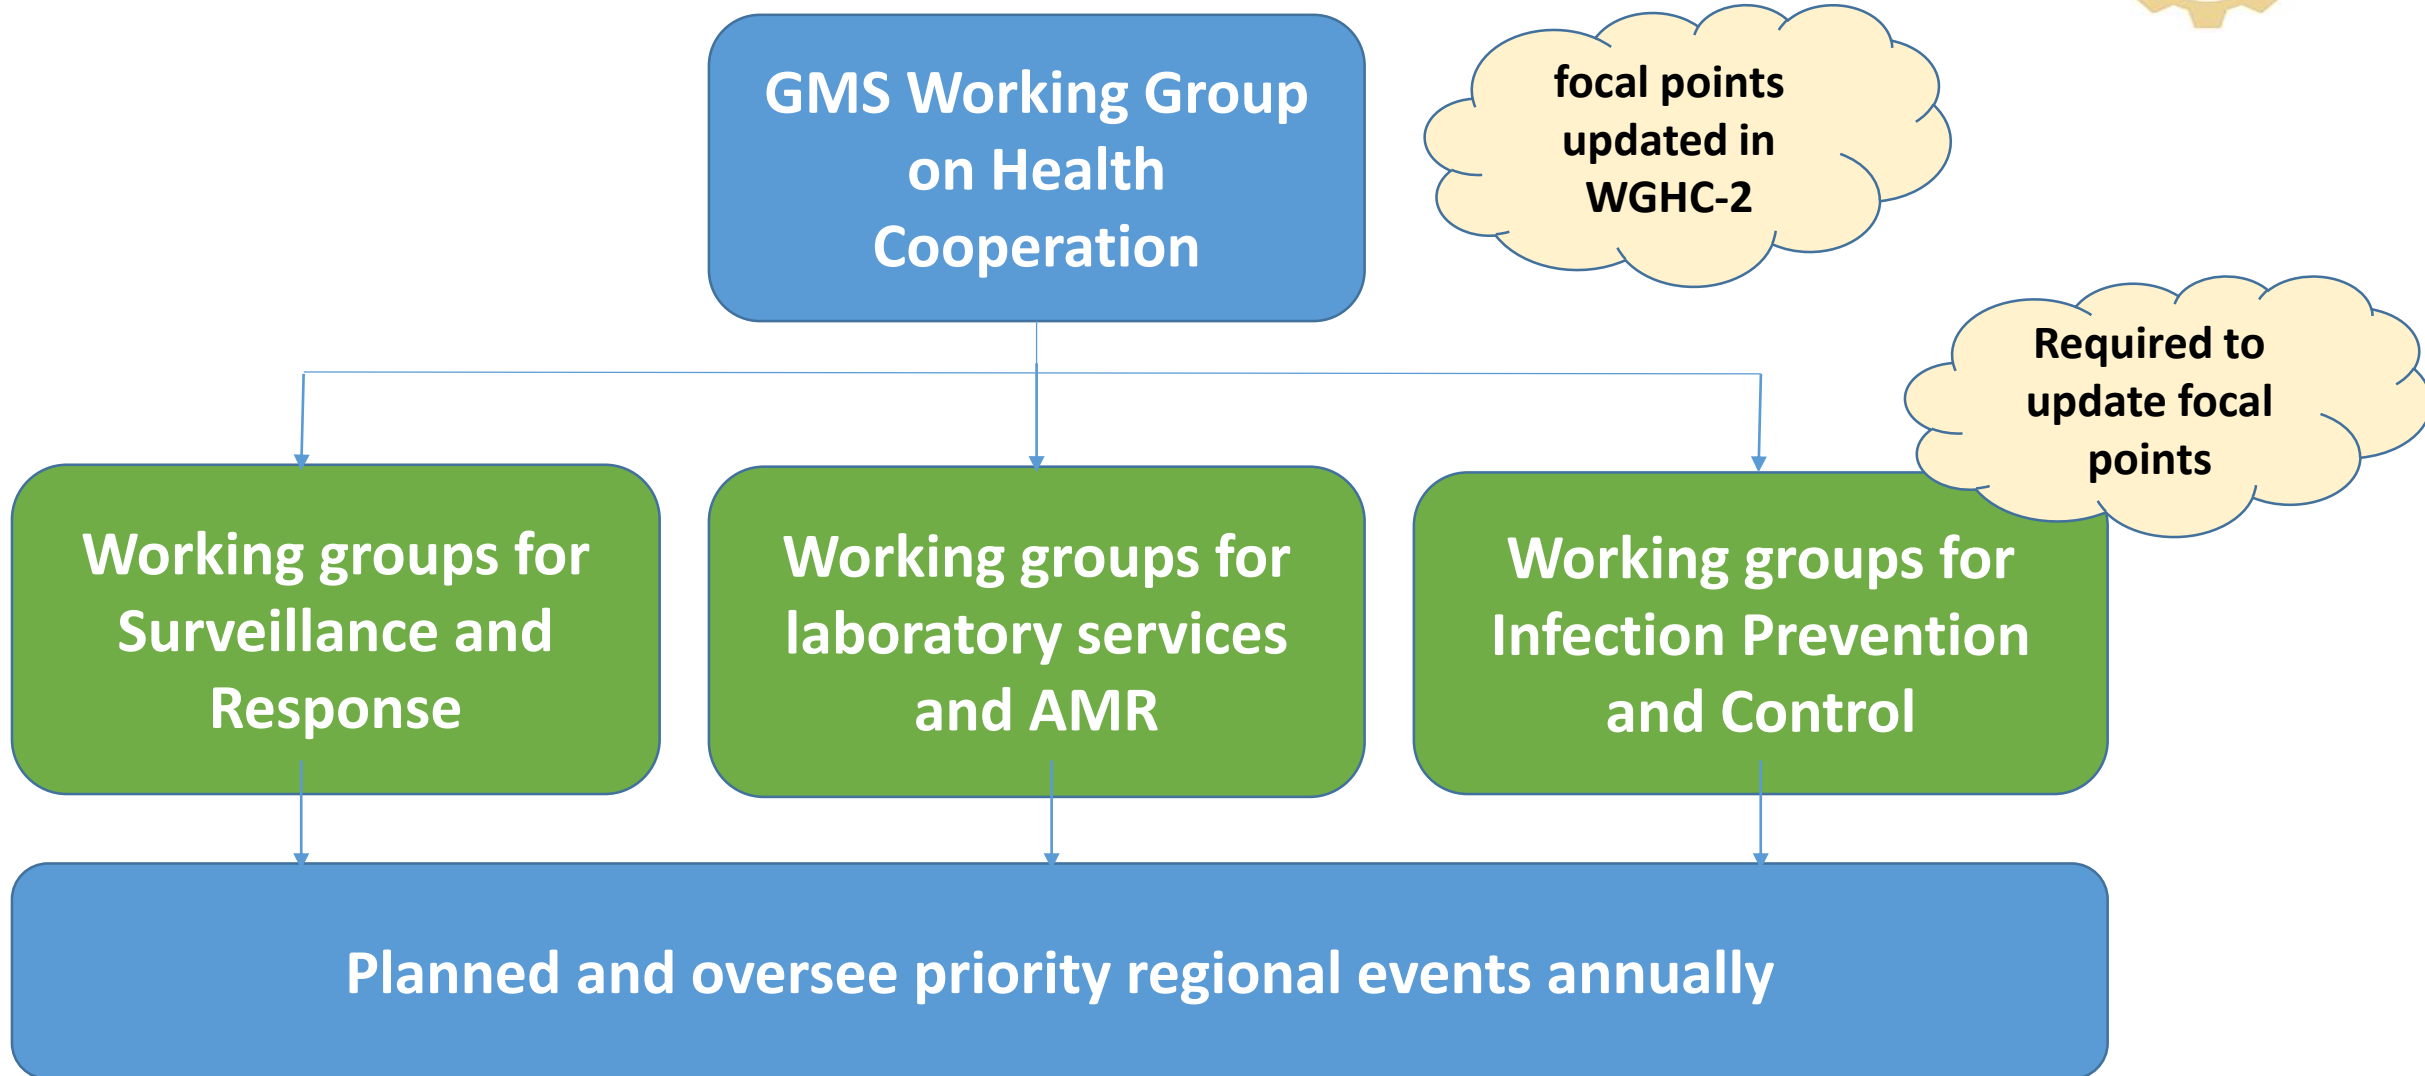 GMS Working Group
on Health
Cooperation
focal points
updated in
WGHC-2
Required to
update focal
points
Working groups for
Surveillance and
Response
Working groups for
laboratory services
and AMR
Working groups for
Infection Prevention
and Control
Planned and oversee priority regional events annually